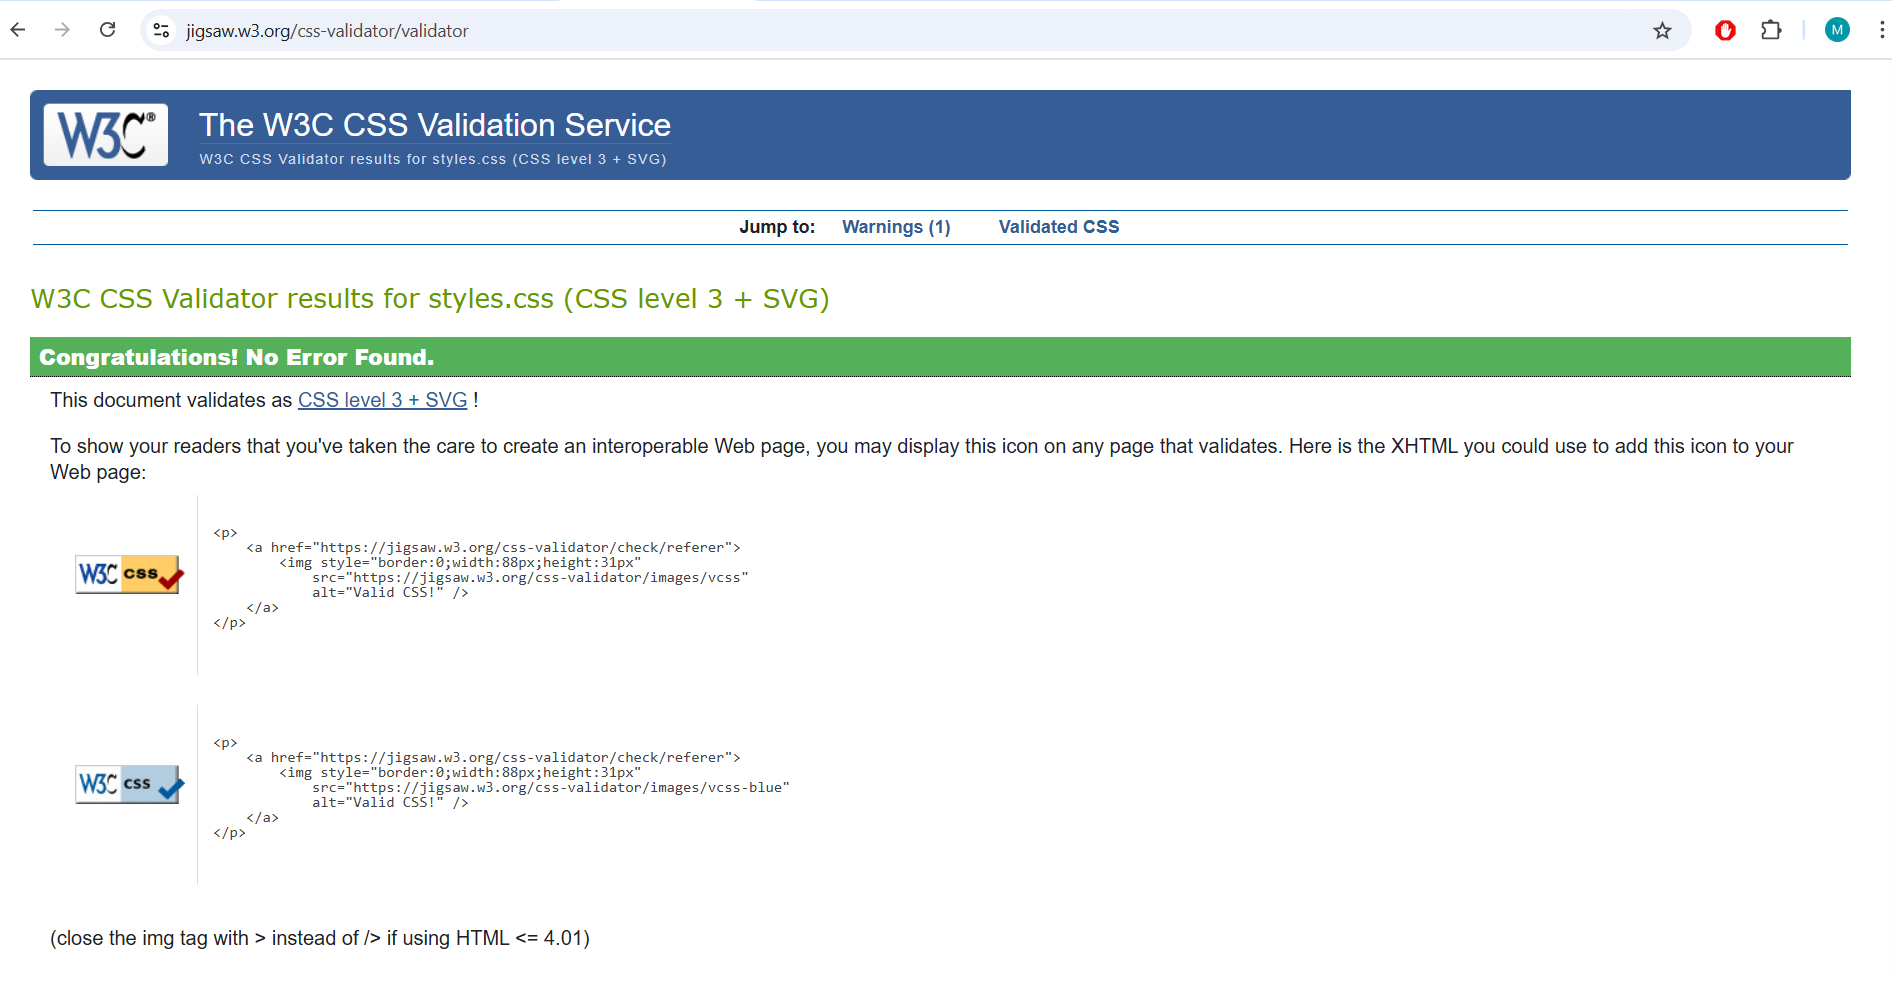 jigsaw.w3.org/css-validator/validator
M
W3C®
The W3C CSS Validation Service
W3C CSS Validator results for styles.css (CSS level 3 + SVG)
Jump to: Warnings (1) Validated CSS
W3C CSS Validator results for styles.css (CSS level 3 + SVG)
Congratulations! No Error Found.
This document validates as CSS level 3 + SVG !
To show your readers that you've taken the care to create an interoperable Web page, you may display this icon on any page that validates. Here is the XHTML you could use to add this icon to your
Web page:
W3C css
<p>
    <a href="https://jigsaw.w3.org/css-validator/check/referer">
        <img style="border:0;width:88px;height:31px"
            src="https://jigsaw.w3.org/css-validator/images/vcss"
            alt="Valid CSS!" />
    </a>
</p>
W3C css
<p>
    <a href="https://jigsaw.w3.org/css-validator/check/referer">
        <img style="border:0;width:88px;height:31px"
            src="https://jigsaw.w3.org/css-validator/images/vcss-blue"
            alt="Valid CSS!" />
    </a>
</p>
(close the img tag with > instead of /> if using HTML <= 4.01)